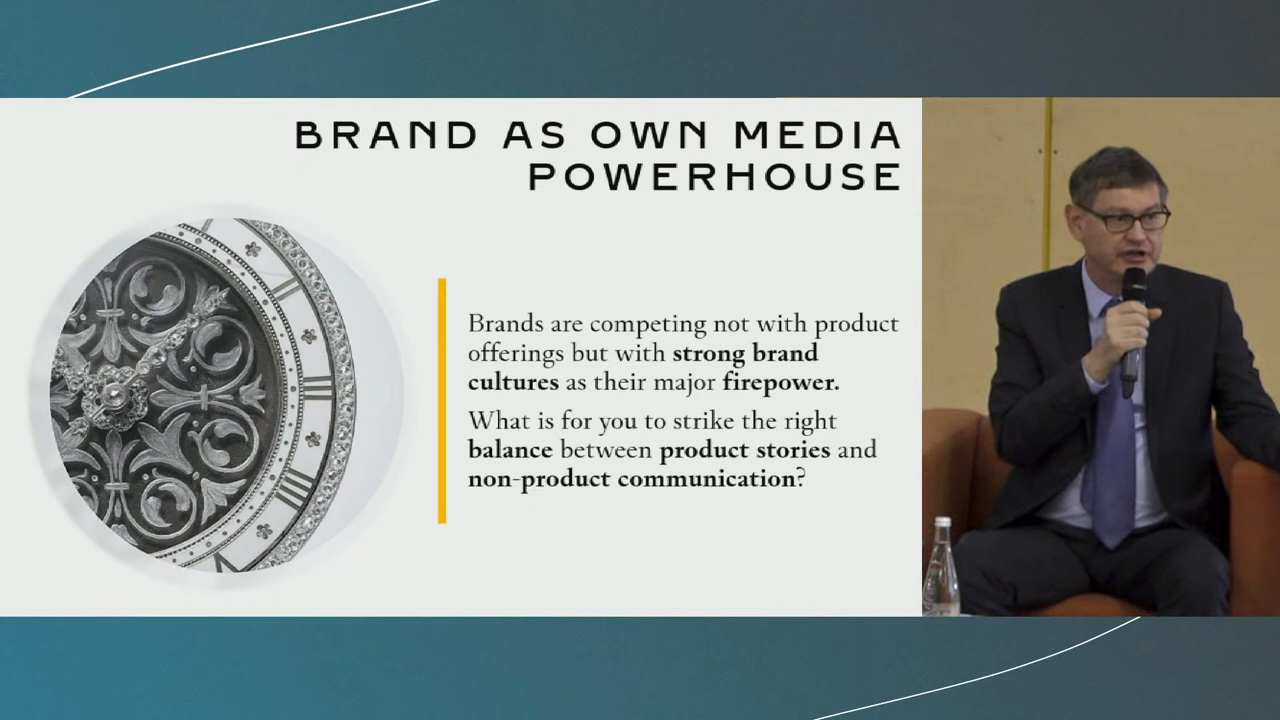 BRAND AS OWN MEDIA
POWERHOUSE
Brands are competing not with product
offerings but with strong brand
cultures as their major firepower.
What is for you to strike the right
balance between product stories and
non-product communication?